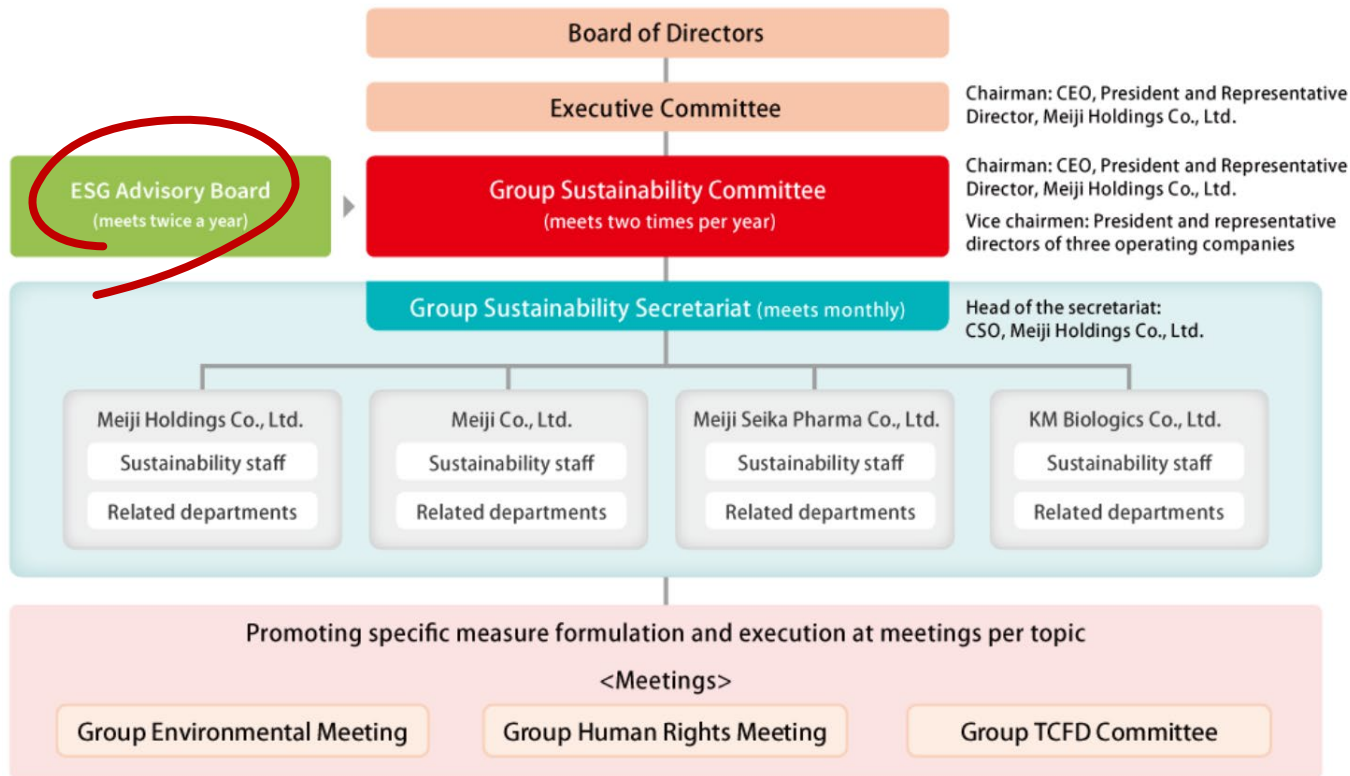 Board of Directors
Executive Committee
Chairman: CEO, President and Representative
Director, Meiji Holdings Co., Ltd.
ESG Advisory Board
(meets twice a year)
Group Sustainability Committee
(meets two times per year)
Chairman: CEO, President and Representative
Director, Meiji Holdings Co., Ltd.
Vice chairmen: President and representative
directors of three operating companies
Group Sustainability Secretariat (meets monthly)
Head of the secretariat:
CSO, Meiji Holdings Co., Ltd.
Meiji Holdings Co., Ltd.
Sustainability staff
Related departments
Meiji Co., Ltd.
Sustainability staff
Related departments
Meiji Seika Pharma Co., Ltd.
Sustainability staff
Related departments
KM Biologics Co., Ltd.
Sustainability staff
Related departments
Promoting specific measure formulation and execution at meetings per topic
<Meetings>
Group Environmental Meeting
Group Human Rights Meeting
Group TCFD Committee